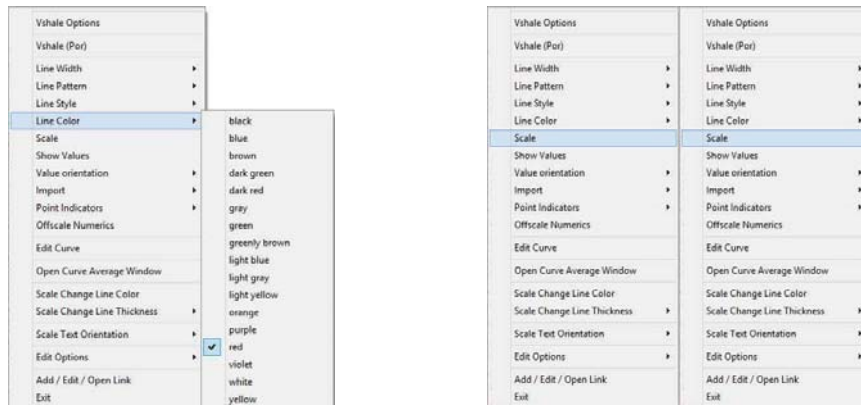 Vshale Options
Vshale (Por)
Line Width
Line Pattern
Line Style
Line Color
Scale
Show Values
Value orientation
Import
Point Indicators
Offscale Numerics
Edit Curve
Open Curve Average Window
Scale Change Line Color
Scale Change Line Thickness
Scale Text Orientation
Edit Options
Add / Edit / Open Link
Exit
black
blue
brown
dark green
dark red
gray
green
greenly brown
light blue
light gray
light yellow
orange
purple
red
violet
white
yellow
Vshale Options
Vshale (Por)
Line Width
Line Pattern
Line Style
Line Color
Scale
Show Values
Value orientation
Import
Point Indicators
Offscale Numerics
Edit Curve
Open Curve Average Window
Scale Change Line Color
Scale Change Line Thickness
Scale Text Orientation
Edit Options
Add / Edit / Open Link
Exit
Vshale Options
Vshale (Por)
Line Width
Line Pattern
Line Style
Line Color
Scale
Show Values
Value orientation
Import
Point Indicators
Offscale Numerics
Edit Curve
Open Curve Average Window
Scale Change Line Color
Scale Change Line Thickness
Scale Text Orientation
Edit Options
Add / Edit / Open Link
Exit